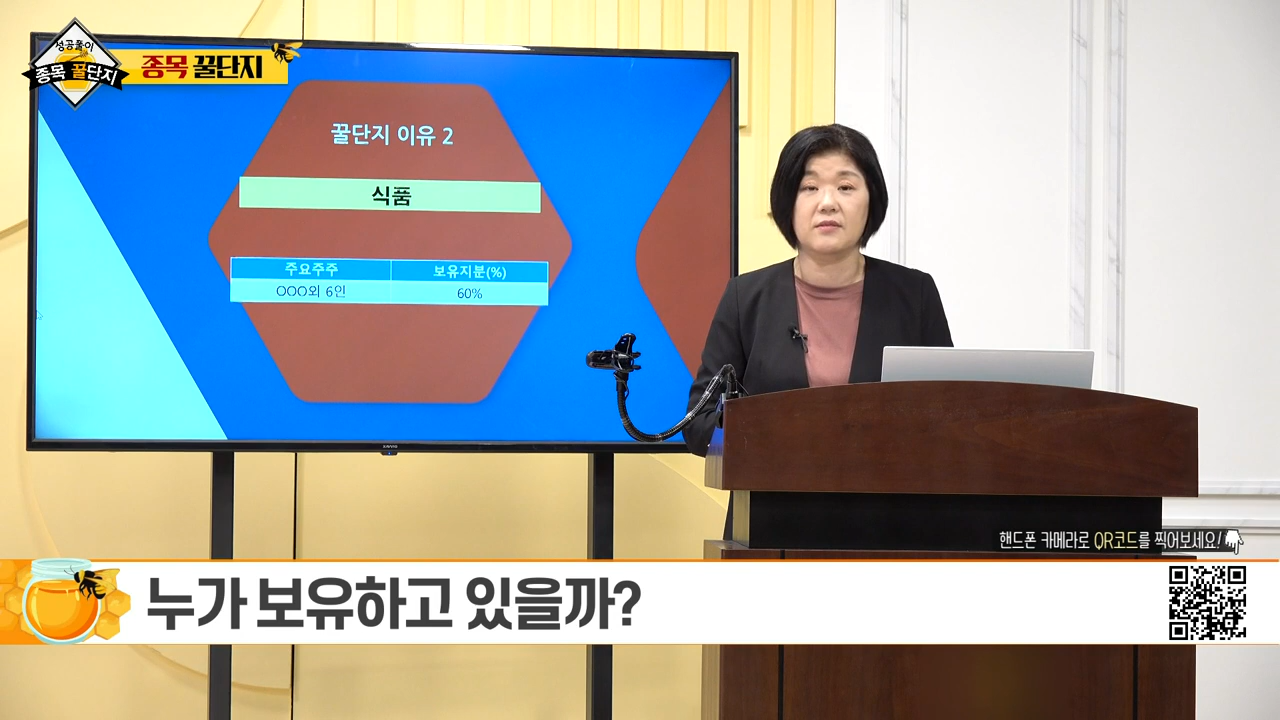 성공폴이
종목 꿀단지
종목 꿀단지
꿀단지 이유 2
식품
주요주주 보유지분(%)
OOO외 6인 60%
핸드폰 카메라로 QR코드를 찍어보세요!
누가 보유하고 있을까?